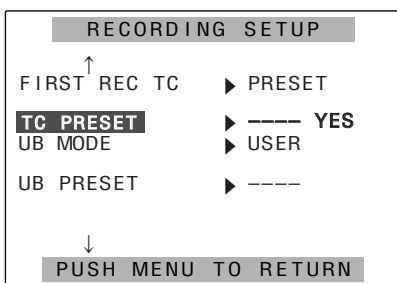 RECORDING SETUP
↑
FIRST REC TC ▶ PRESET
TC PRESET ▶ ---- YES
UB MODE ▶ USER
UB PRESET ▶ ----
↓
PUSH MENU TO RETURN